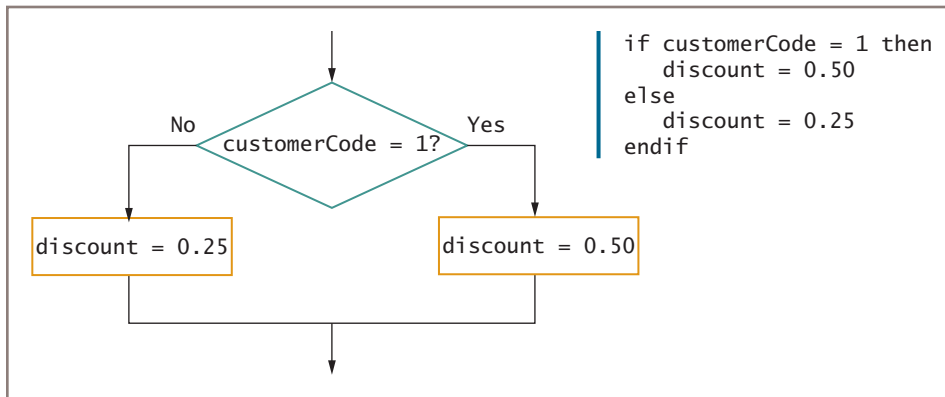 No
Yes
customerCode = 1?
discount = 0.25
discount = 0.50
if customerCode = 1 then
   discount = 0.50
else
   discount = 0.25
endif